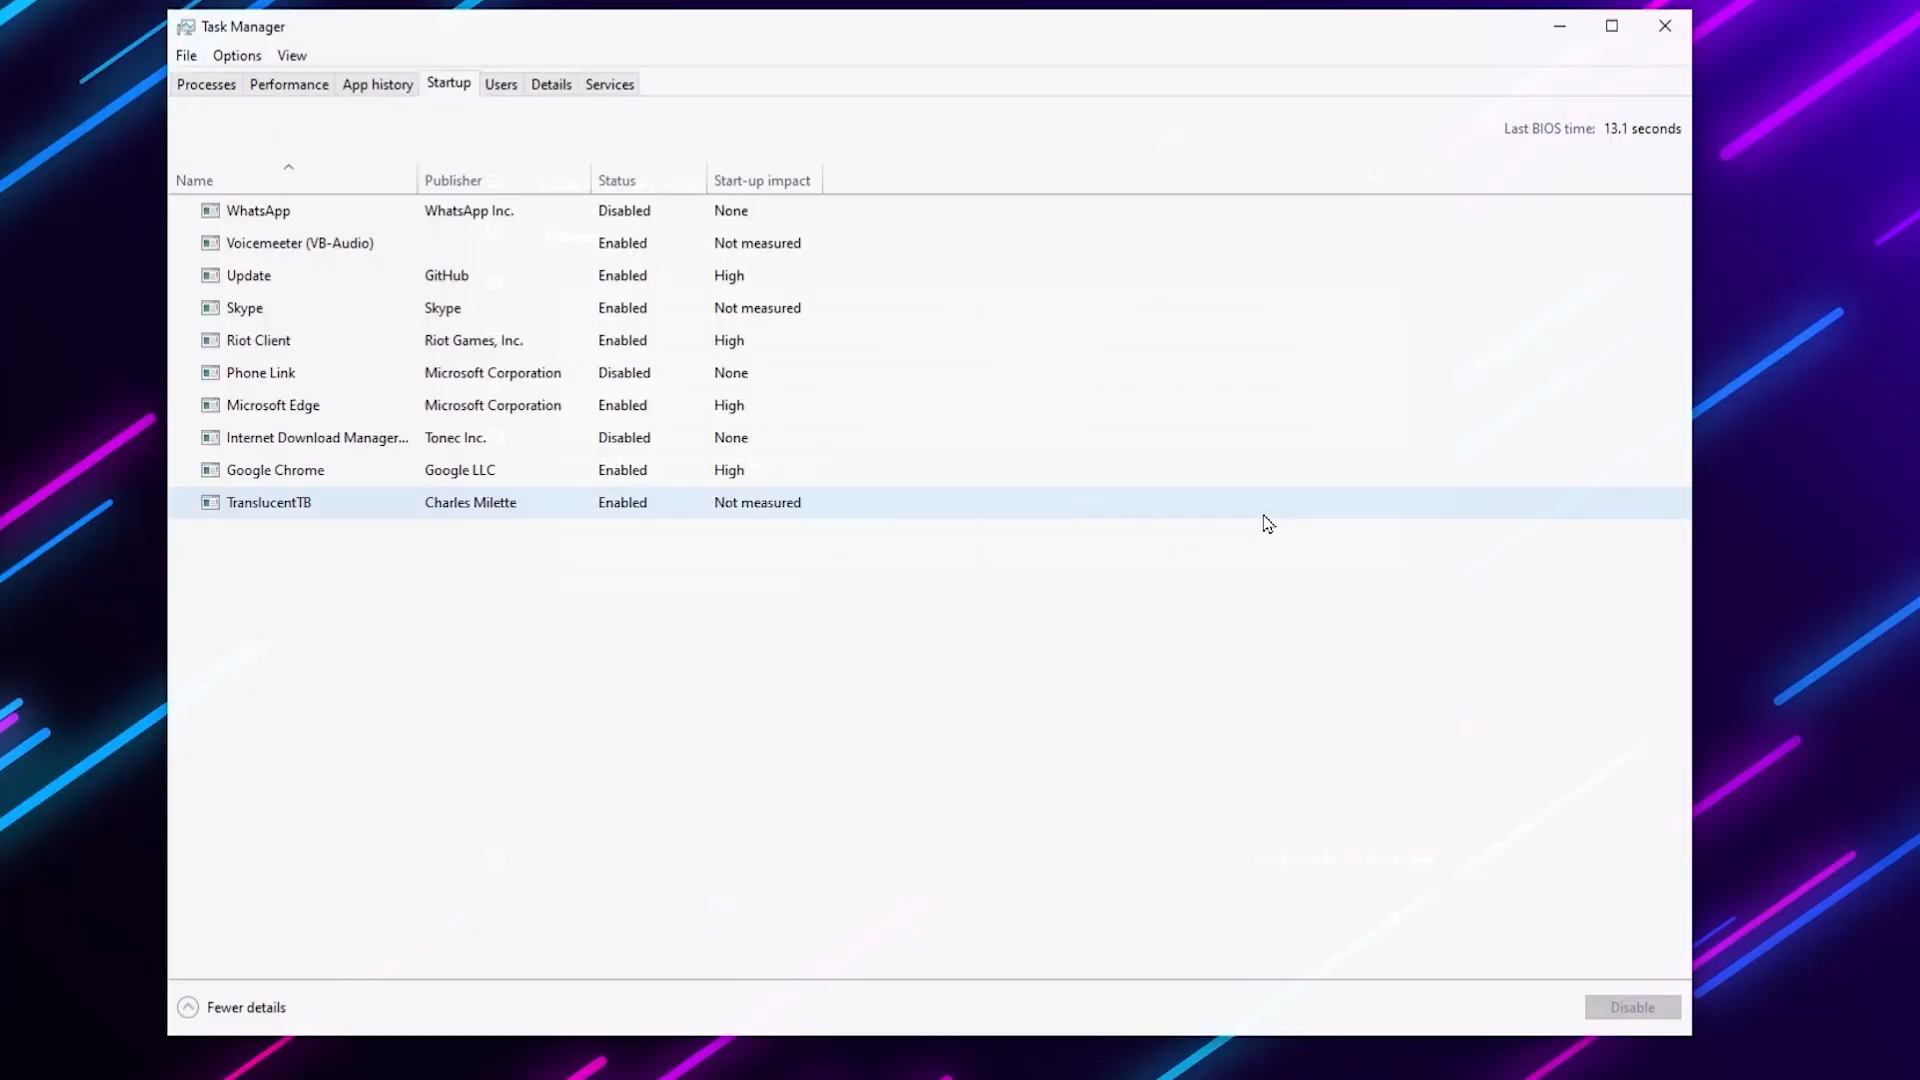 Task Manager
File Options View
Processes Performance App history Startup Users Details Services
Last BIOS time: 13.1 seconds
Name Publisher Status Start-up impact
WhatsApp WhatsApp Inc. Disabled None
Voicemeeter (VB-Audio) Enabled Not measured
Update GitHub Enabled High
Skype Skype Enabled Not measured
Riot Client Riot Games, Inc. Enabled High
Phone Link Microsoft Corporation Disabled None
Microsoft Edge Microsoft Corporation Enabled High
Internet Download Manager... Tonec Inc. Disabled None
Google Chrome Google LLC Enabled High
TranslucentTB Charles Milette Enabled Not measured
Fewer details Disable